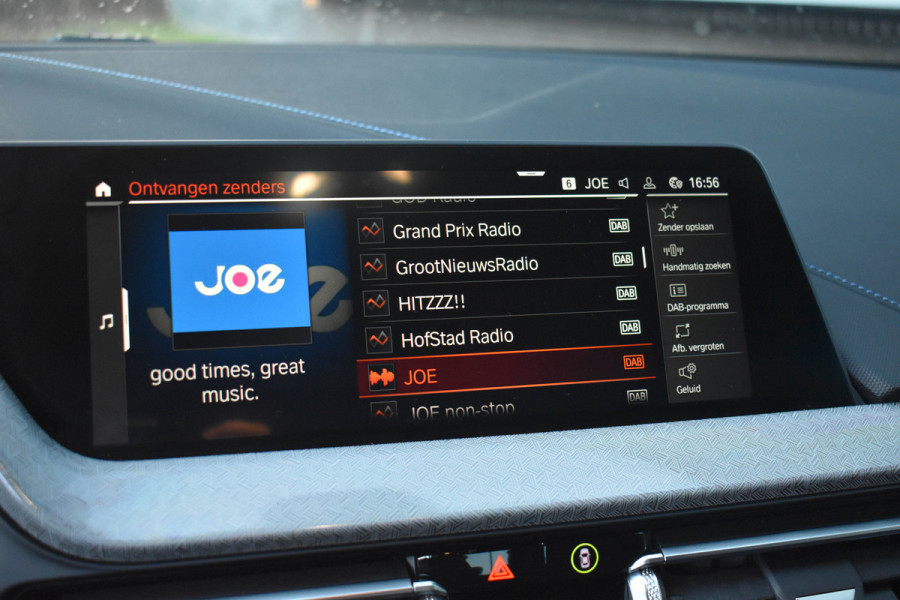 Ontvangen zenders
6 JOE 16:56
JOE
good times, great
music.
Grand Prix Radio DAB
GrootNieuwsRadio DAB
HITZZZ!! DAB
HofStad Radio DAB
JOE DAB
JOE non-stop DAB
Zender opslaan
Handmatig zoeken
DAB-programma
Afb. vergroten
Geluid